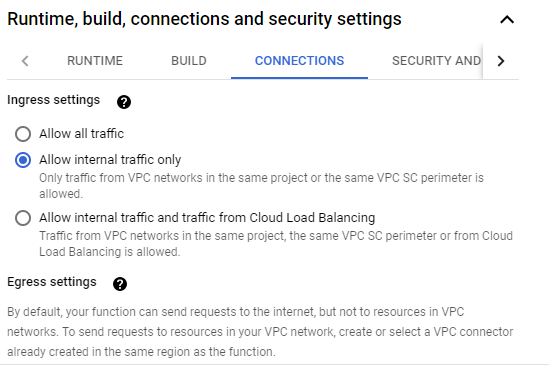 Runtime, build, connections and security settings
RUNTIME BUILD CONNECTIONS SECURITY AND
Ingress settings ?
Allow all traffic
Allow internal traffic only
Only traffic from VPC networks in the same project or the same VPC SC perimeter is
allowed.
Allow internal traffic and traffic from Cloud Load Balancing
Traffic from VPC networks in the same project, the same VPC SC perimeter or from Cloud
Load Balancing is allowed.
Egress settings ?
By default, your function can send requests to the internet, but not to resources in VPC
networks. To send requests to resources in your VPC network, create or select a VPC connector
already created in the same region as the function.